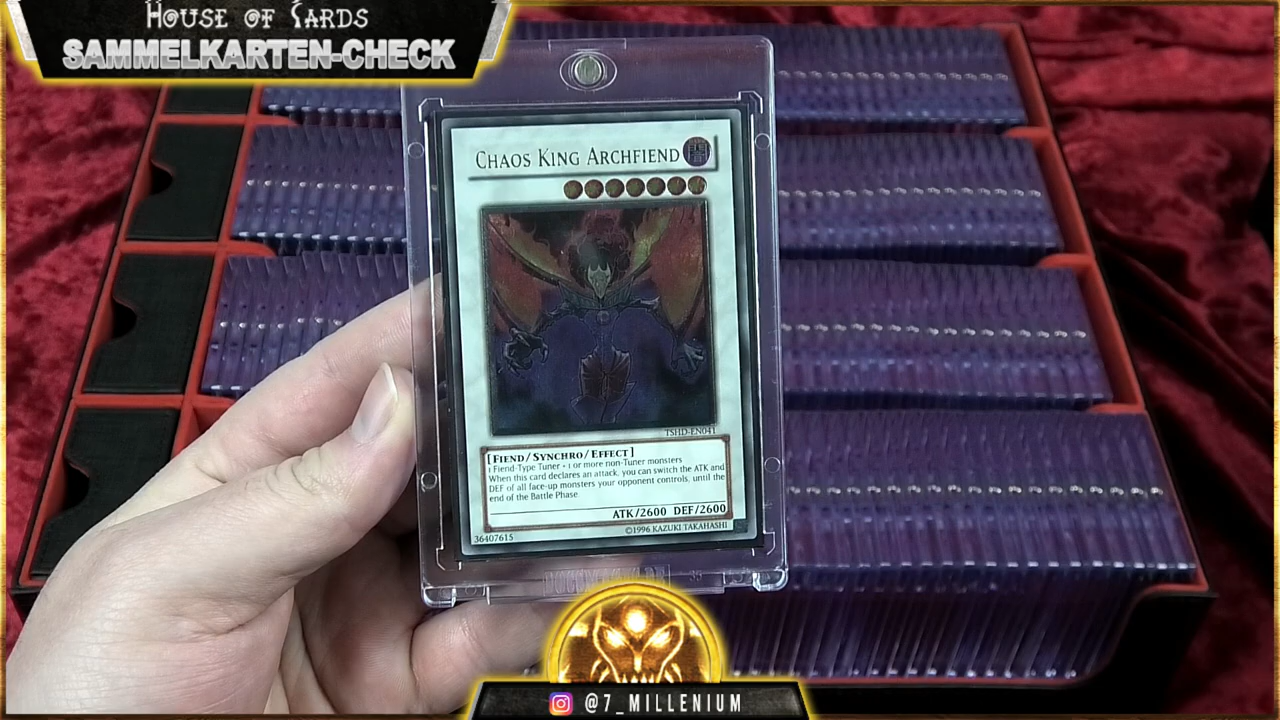 House of Cards
SAMMELKARTEN-CHECK
Chaos King Archfiend
TSHD-EN041
[Fiend/Synchro/Effect]
1 Fiend-Type Tuner + 1 or more non-Tuner monsters
When this card declares an attack, you can switch the ATK and
DEF of all face-up monsters your opponent controls, until the
end of the Battle Phase.
ATK/2600 DEF/2600
36407615
©1996 KAZUKI TAKAHASHI
@7_MILLENIUM